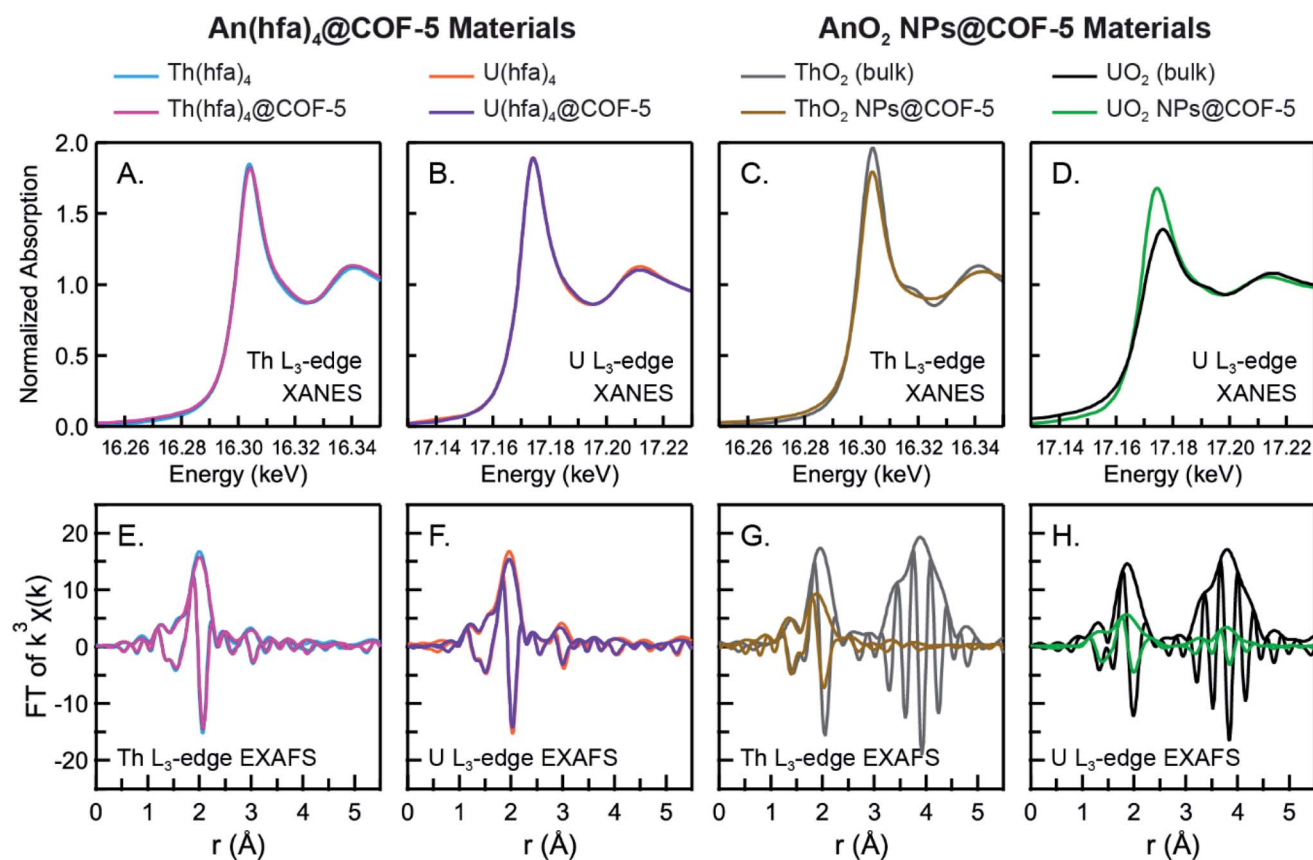 An(hfa)₄@COF-5 Materials
AnO₂ NPs@COF-5 Materials
Th(hfa)₄
U(hfa)₄
ThO₂ (bulk)
UO₂ (bulk)
Th(hfa)₄@COF-5
U(hfa)₄@COF-5
ThO₂ NPs@COF-5
UO₂ NPs@COF-5
Normalized Absorption
2.0
1.5
1.0
0.5
0.0
A.
Th L₃-edge
XANES
16.26 16.28 16.30 16.32 16.34
Energy (keV)
B.
U L₃-edge
XANES
17.14 17.16 17.18 17.20 17.22
Energy (keV)
C.
Th L₃-edge
XANES
16.26 16.28 16.30 16.32 16.34
Energy (keV)
D.
U L₃-edge
XANES
17.14 17.16 17.18 17.20 17.22
Energy (keV)
FT of k³χ(k)
20
10
0
-10
-20
E.
Th L₃-edge EXAFS
0 1 2 3 4 5
r (Å)
F.
U L₃-edge EXAFS
0 1 2 3 4 5
r (Å)
G.
Th L₃-edge EXAFS
0 1 2 3 4 5
r (Å)
H.
U L₃-edge EXAFS
0 1 2 3 4 5
r (Å)